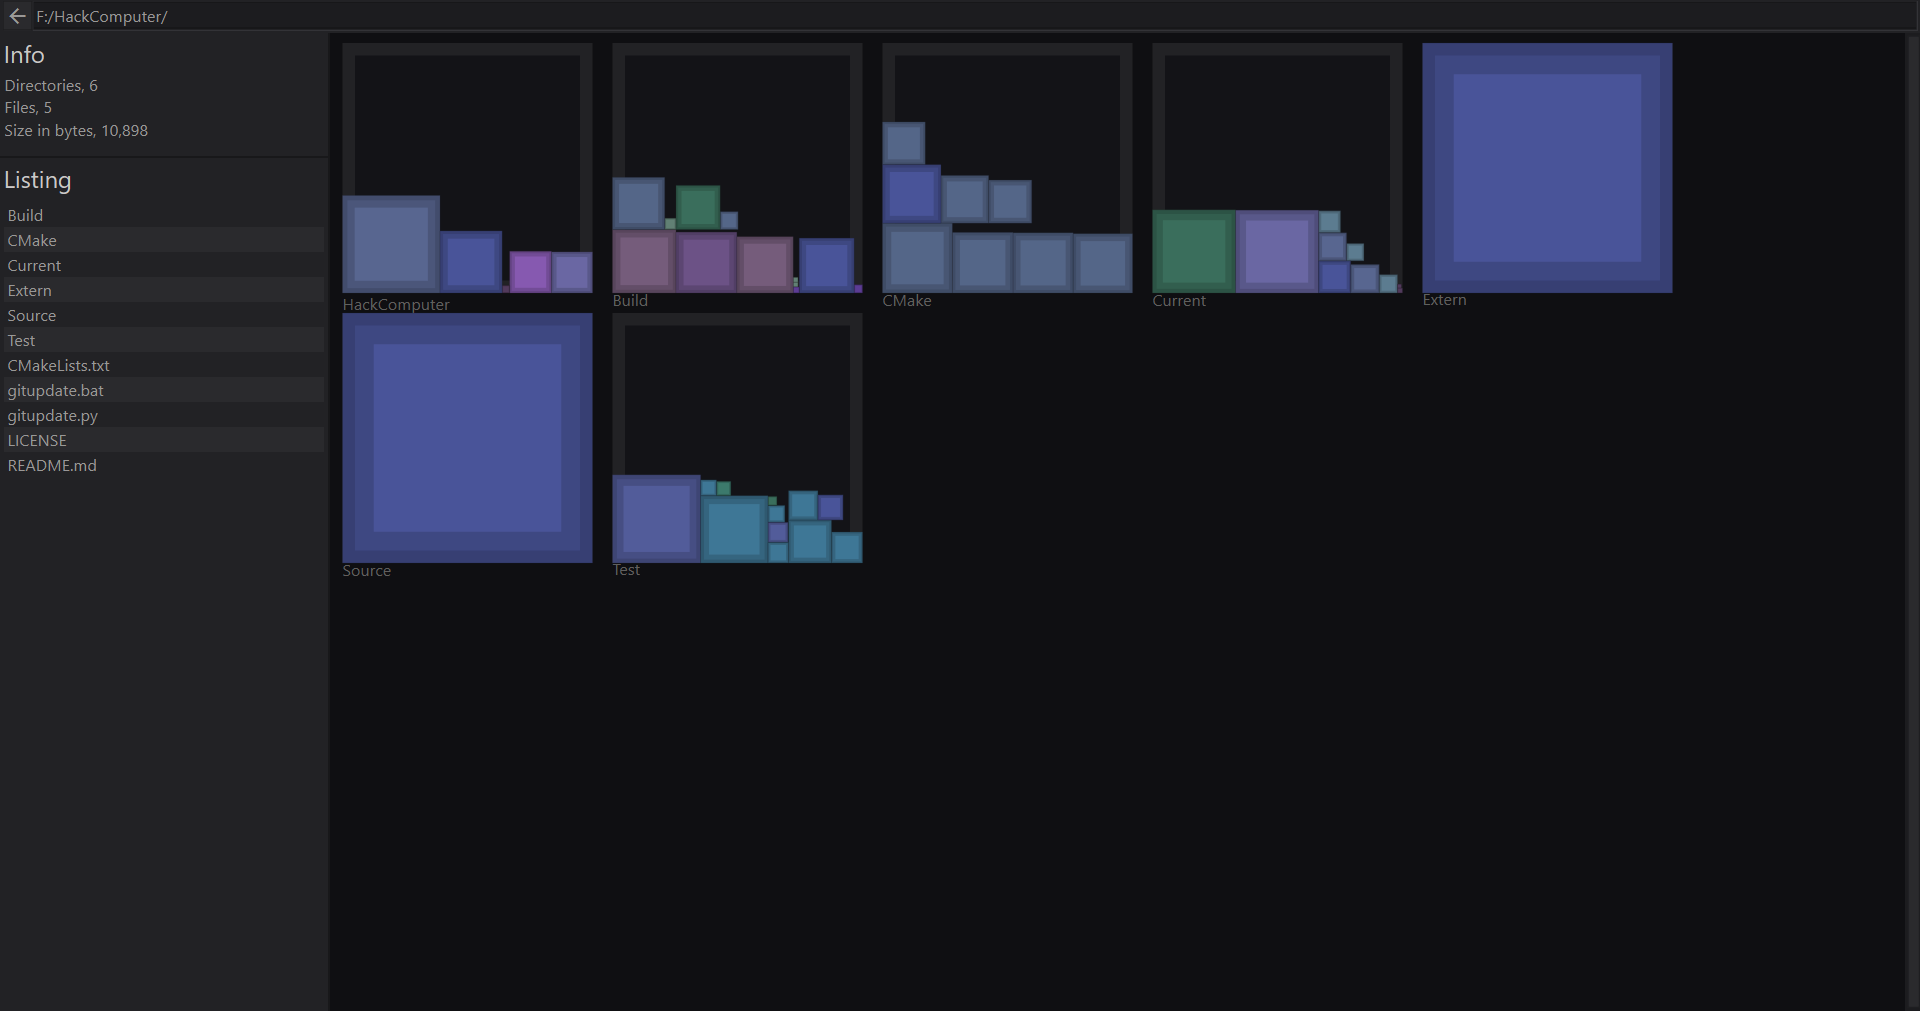 F:/HackComputer/
Info
Directories, 6
Files, 5
Size in bytes, 10,898
Listing
Build
CMake
Current
Extern
Source
Test
CMakeLists.txt
gitupdate.bat
gitupdate.py
LICENSE
README.md
HackComputer
Build
CMake
Current
Extern
Source
Test